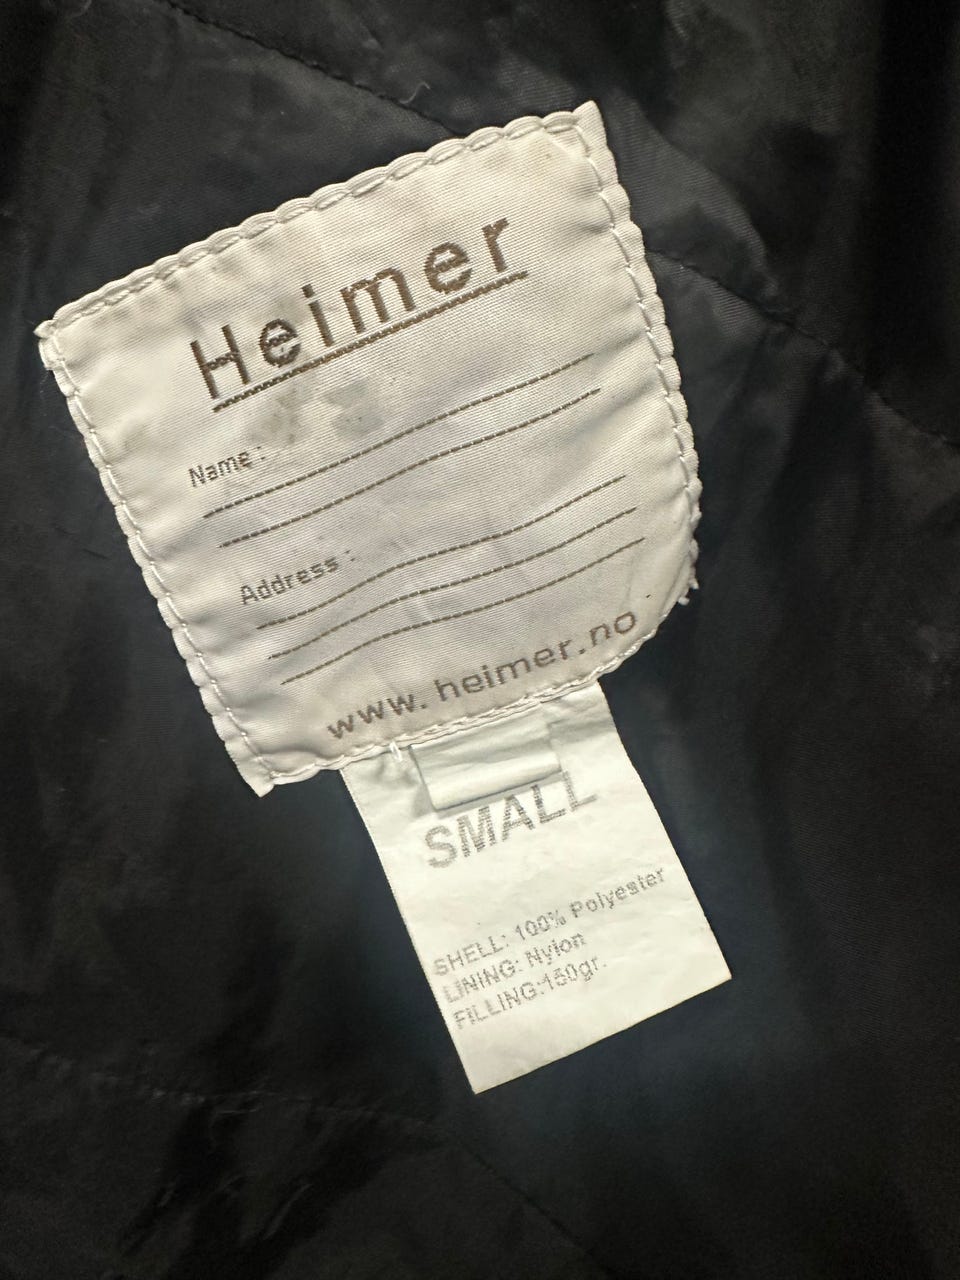 Heimer
Name :
Address :
www.heimer.no
SMALL
SHELL: 100% Polyester
LINING: Nylon
FILLING:150gr.